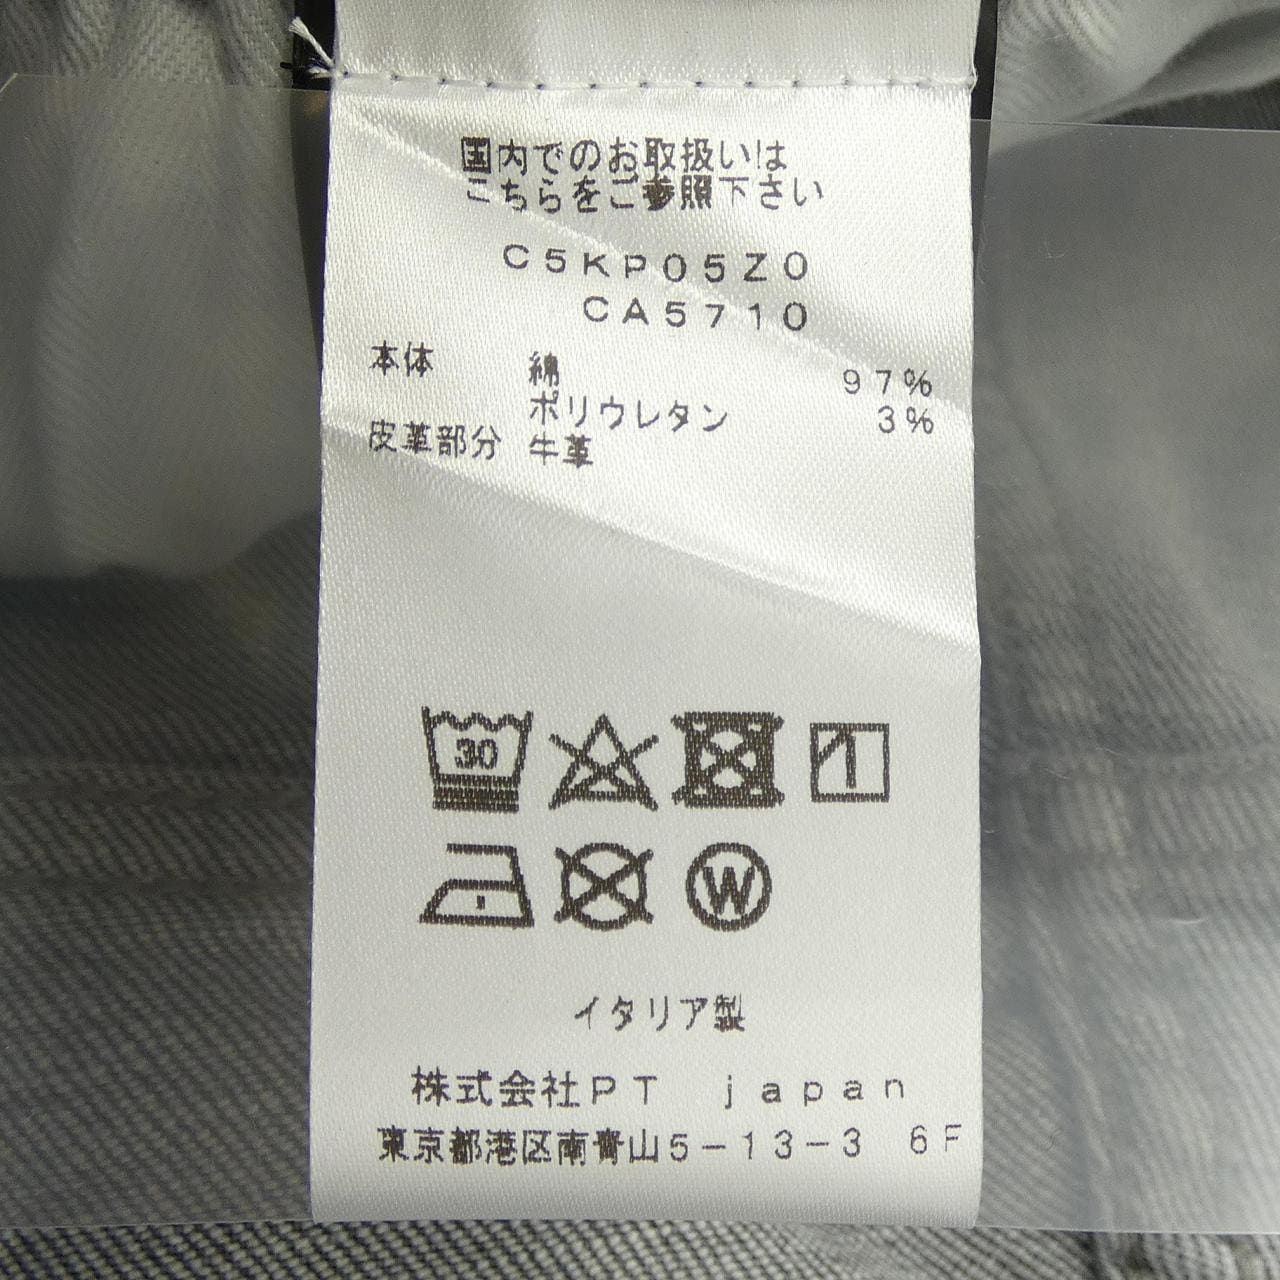 国内でのお取扱いは
こちらをご参照下さい
C5KP05Z0
CA5710
本体 綿 97%
ポリウレタン 3%
皮革部分 牛革
30
W
イタリア製
株式会社PT japan
東京都港区南青山5-13-3 6F